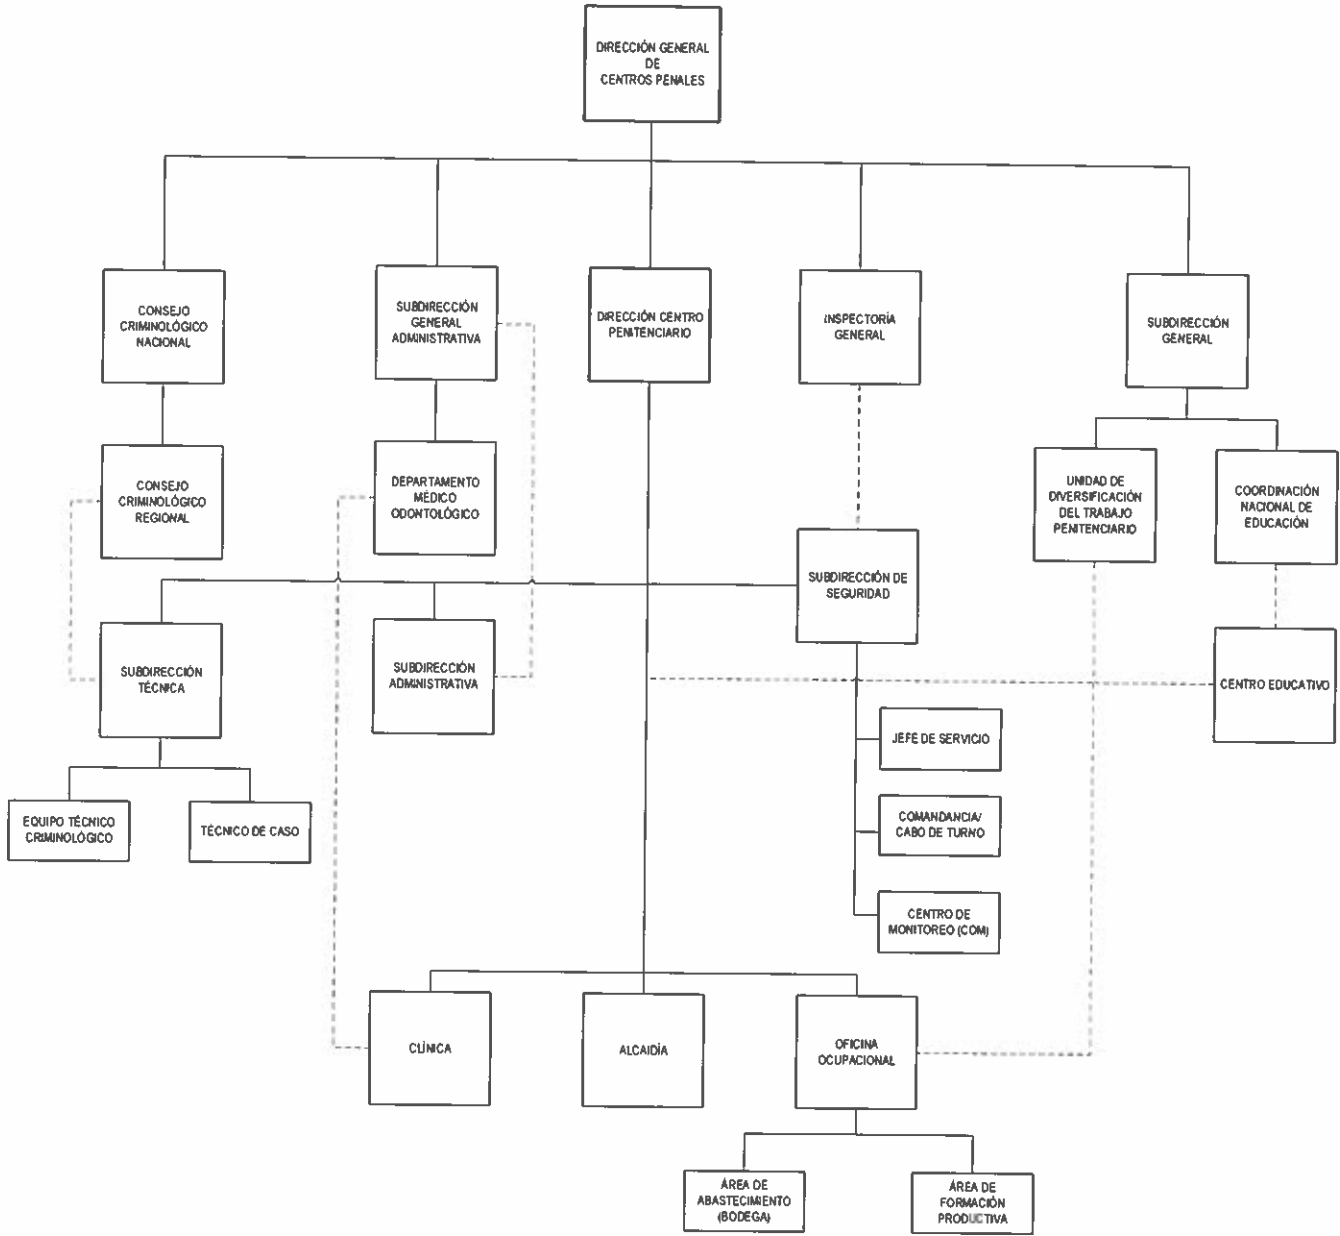 DIRECCIÓN GENERAL
DE
CENTROS PENALES
CONSEJO
CRIMINOLÓGICO
NACIONAL
SUBDIRECCIÓN
GENERAL
ADMINISTRATIVA
DIRECCIÓN CENTRO
PENITENCIARIO
INSPECTORÍA
GENERAL
SUBDIRECCIÓN
GENERAL
CONSEJO
CRIMINOLÓGICO
REGIONAL
DEPARTAMENTO
MÉDICO
ODONTOLÓGICO
UNIDAD DE
DIVERSIFICACIÓN
DEL TRABAJO
PENITENCIARIO
COORDINACIÓN
NACIONAL DE
EDUCACIÓN
SUBDIRECCIÓN DE
SEGURIDAD
SUBDIRECCIÓN
TÉCNICA
SUBDIRECCIÓN
ADMINISTRATIVA
CENTRO EDUCATIVO
JEFE DE SERVICIO
EQUIPO TÉCNICO
CRIMINOLÓGICO
TÉCNICO DE CASO
COMANDANCIA/
CABO DE TURNO
CENTRO DE
MONITOREO (COM)
CLÍNICA
ALCAIDÍA
OFICINA
OCUPACIONAL
ÁREA DE
ABASTECIMIENTO
(BODEGA)
ÁREA DE
FORMACIÓN
PRODUCTIVA